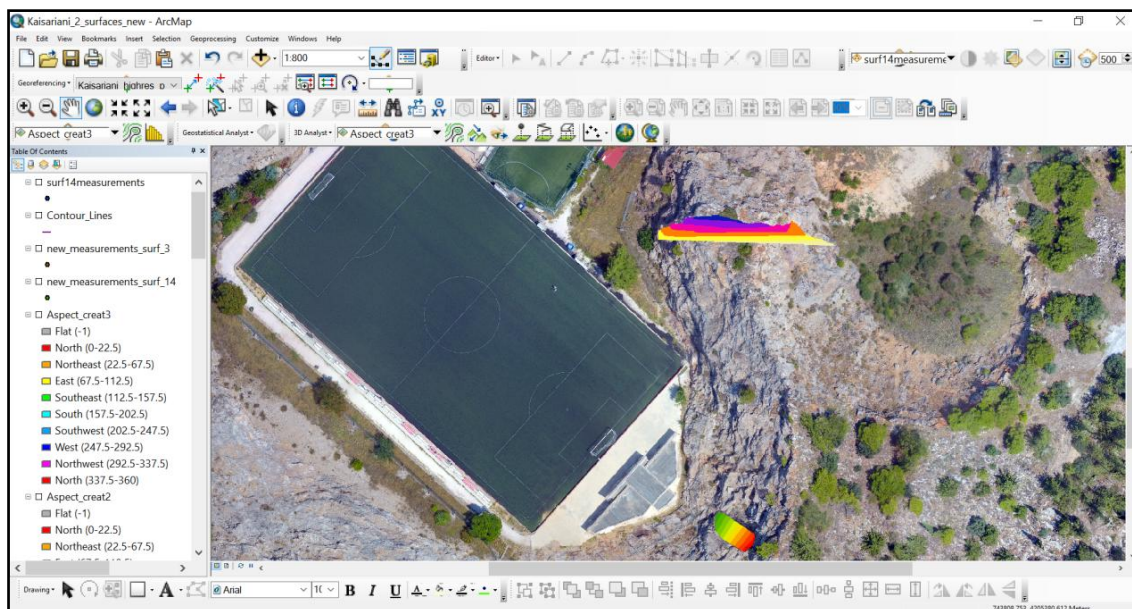 Kaisariani_2_surfaces_new - ArcMap
File Edit View Bookmarks Insert Selection Geoprocessing Customize Windows Help
1:800
Editor
surf14measureme
500
Georeferencing
Kaisariani
Aspect_creat3
Geostatistical Analyst
3D Analyst
Aspect_creat3
Table Of Contents
surf14measurements
Contour_Lines
new_measurements_surf_3
new_measurements_surf_14
Aspect_creat3
Flat (-1)
North (0-22.5)
Northeast (22.5-67.5)
East (67.5-112.5)
Southeast (112.5-157.5)
South (157.5-202.5)
Southwest (202.5-247.5)
West (247.5-292.5)
Northwest (292.5-337.5)
North (337.5-360)
Aspect_creat2
Flat (-1)
North (0-22.5)
Northeast (22.5-67.5)
Drawing
A
Arial
B I U A